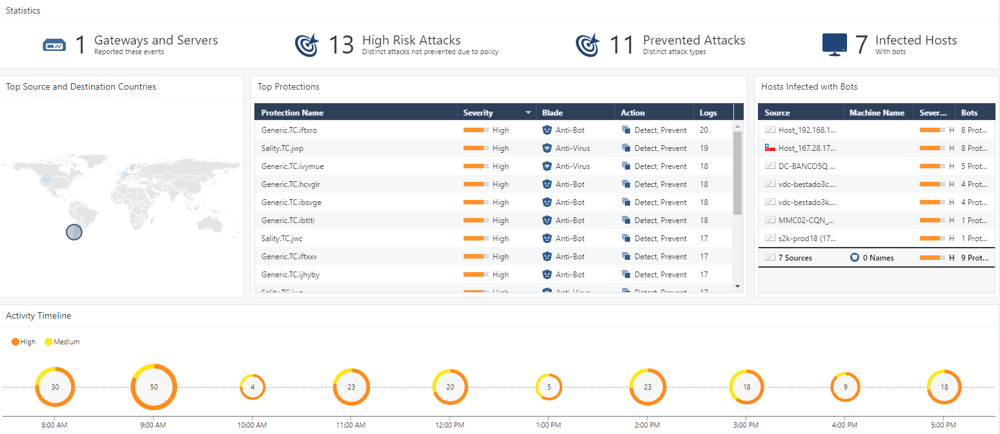 Statistics
1 Gateways and Servers
Reported these events
13 High Risk Attacks
Distinct attacks not prevented due to policy
11 Prevented Attacks
Distinct attack types
7 Infected Hosts
With bots
Top Source and Destination Countries
Top Protections
Protection Name Severity Blade Action Logs
Generic.TC.iftxro High Anti-Bot Detect, Prevent 20
Sality.TC.jwp High Anti-Virus Detect, Prevent 19
Generic.TC.ivymue High Anti-Virus Detect, Prevent 18
Generic.TC.hcvglr High Anti-Bot Detect, Prevent 18
Generic.TC.ibsvge High Anti-Bot Detect, Prevent 18
Generic.TC.ibtlti High Anti-Bot Detect, Prevent 18
Sality.TC.jwc High Anti-Bot Detect, Prevent 17
Generic.TC.iftxxv High Anti-Bot Detect, Prevent 17
Generic.TC.ijhyby High Anti-Bot Detect, Prevent 17
High Anti-Virus Detect, Prevent 17
Hosts Infected with Bots
Source Machine Name Sever... Bots
Host_192.168.1... H 8 Prot...
Host_167.28.17... H 8 Prot...
DC-BANCO5Q ... H 5 Prot...
vdc-bestado3c.... H 4 Prot...
vdc-bestado3k.... H 4 Prot...
MMC02-CQN_... H 1 Prot...
s2k-prod18 (17... H 1 Prot...
7 Sources 0 Names H 9 Prot...
Activity Timeline
High Medium
30 50 4 23 20 5 23 18 9 18
8:00 AM 9:00 AM 10:00 AM 11:00 AM 12:00 PM 1:00 PM 2:00 PM 3:00 PM 4:00 PM 5:00 PM